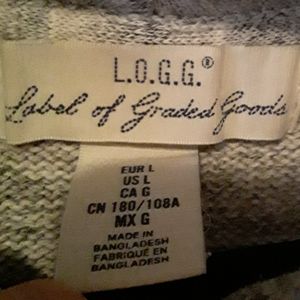 L.O.G.G.®
Label of Graded Goods
EUR L
US L
CA G
CN 180/108A
MX G
MADE IN
BANGLADESH
FABRIQUÉ EN
BANGLADESH